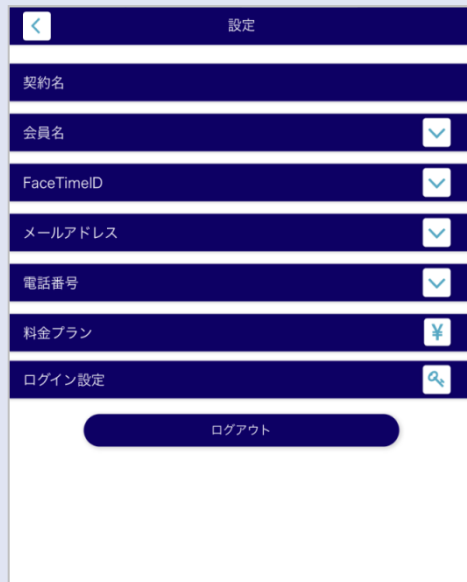 設定
契約名
会員名
FaceTimeID
メールアドレス
電話番号
料金プラン
¥
ログイン設定
ログアウト